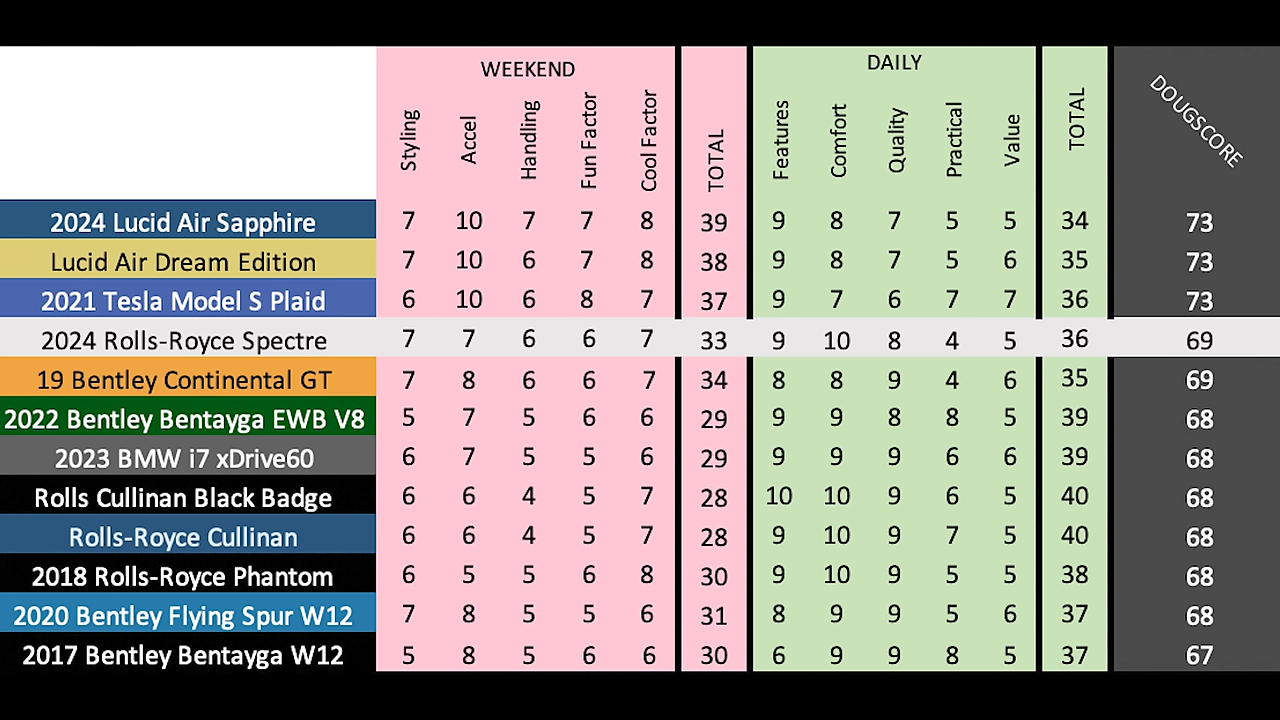 WEEKEND DAILY
Styling Accel Handling Fun Factor Cool Factor TOTAL Features Comfort Quality Practical Value TOTAL DOUGSCORE
2024 Lucid Air Sapphire 7 10 7 7 8 39 9 8 7 5 5 34 73
Lucid Air Dream Edition 7 10 6 7 8 38 9 8 7 5 6 35 73
2021 Tesla Model S Plaid 6 10 6 8 7 37 9 7 6 7 7 36 73
2024 Rolls-Royce Spectre 7 7 6 6 7 33 9 10 8 4 5 36 69
19 Bentley Continental GT 7 8 6 6 7 34 8 8 9 4 6 35 69
2022 Bentley Bentayga EWB V8 5 7 5 6 6 29 9 9 8 8 5 39 68
2023 BMW i7 xDrive60 6 7 5 5 6 29 9 9 9 6 6 39 68
Rolls Cullinan Black Badge 6 6 4 5 7 28 10 10 9 6 5 40 68
Rolls-Royce Cullinan 6 6 4 5 7 28 9 10 9 7 5 40 68
2018 Rolls-Royce Phantom 6 5 5 6 8 30 9 10 9 5 5 38 68
2020 Bentley Flying Spur W12 7 8 5 5 6 31 8 9 9 5 6 37 68
2017 Bentley Bentayga W12 5 8 5 6 6 30 6 9 9 8 5 37 67